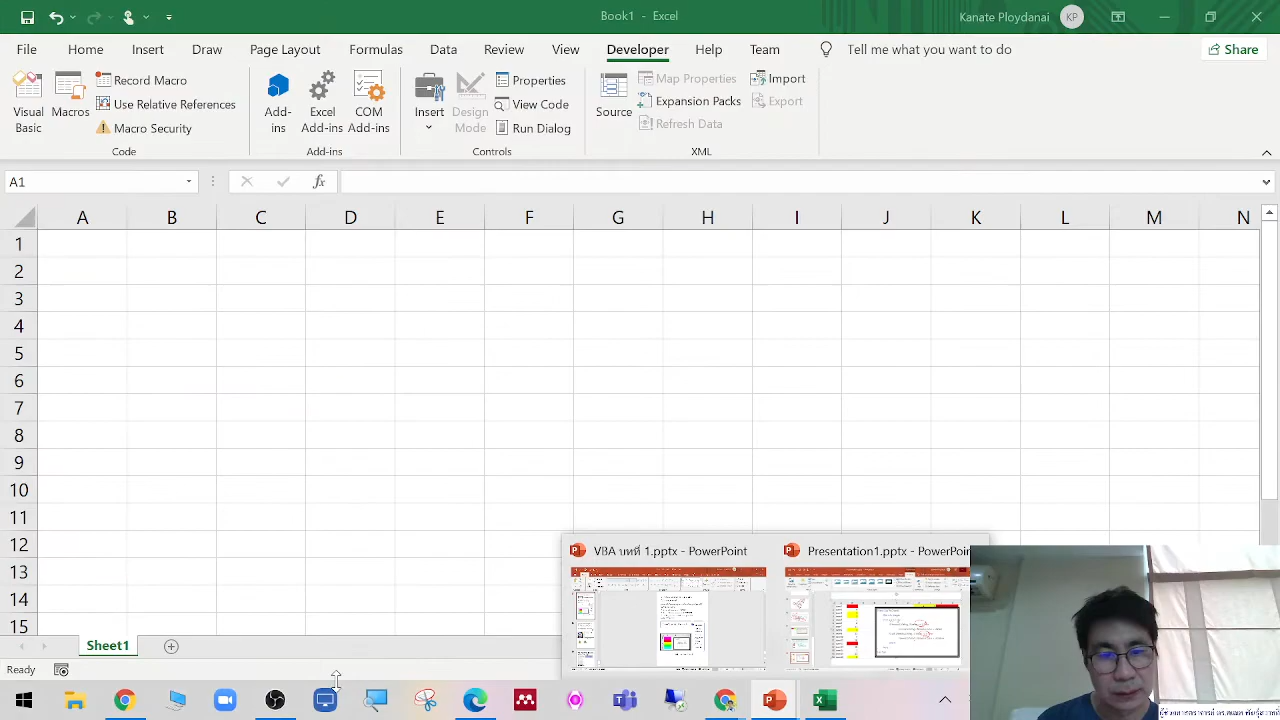 Book1 - Excel
Kanate Ploydanai KP
File Home Insert Draw Page Layout Formulas Data Review View Developer Help Team Tell me what you want to do Share
Visual Basic
Macros
Record Macro
Use Relative References
Macro Security
Code
Add-ins
Excel Add-ins
COM Add-ins
Add-ins
Insert
Design Mode
Properties
View Code
Run Dialog
Controls
Source
Map Properties
Expansion Packs
Refresh Data
Import
Export
XML
A1 fx
A B C D E F G H I J K L M N
1
2
3
4
5
6
7
8
9
10
11
12
13
14
15
VBA บทที่ 1.pptx - PowerPoint
Presentation1.pptx - PowerPoin
Sheet1
Ready